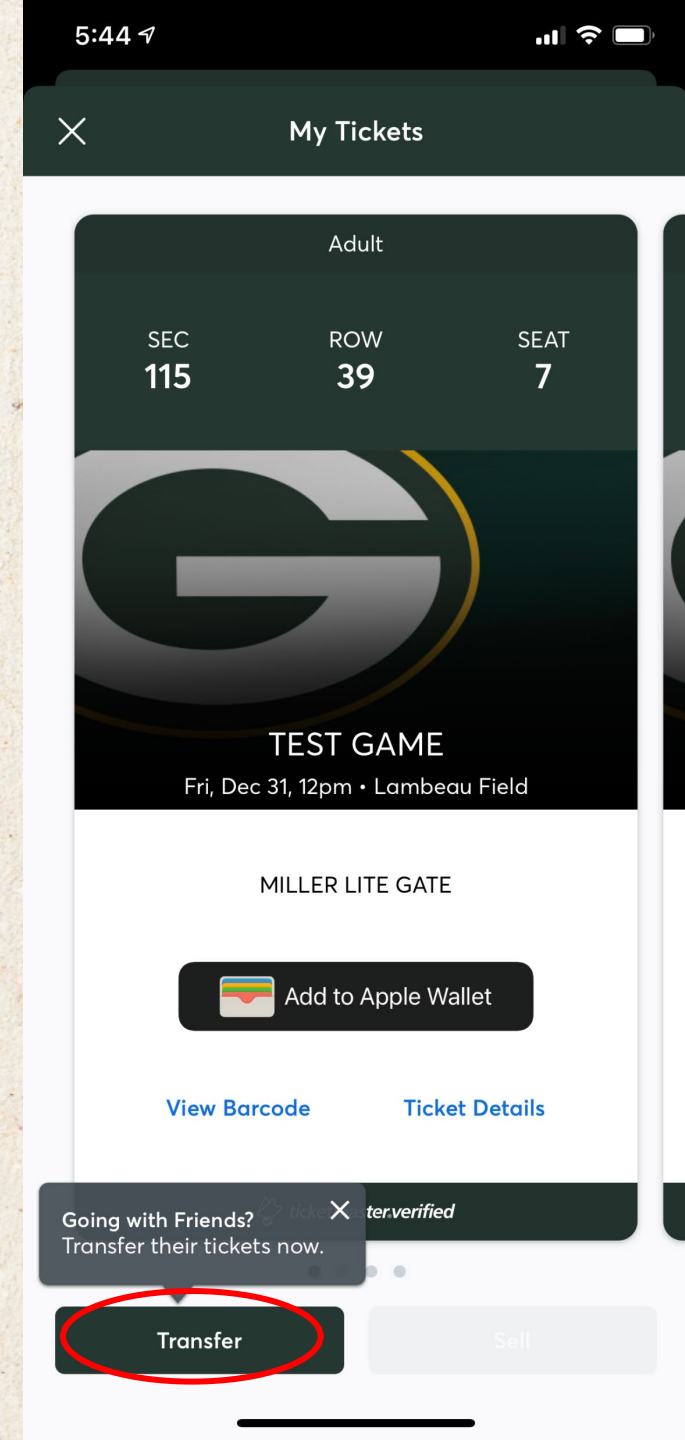 5:44
My Tickets
Adult
SEC ROW SEAT
115 39 7
G
TEST GAME
Fri, Dec 31, 12pm • Lambeau Field
MILLER LITE GATE
Add to Apple Wallet
View Barcode Ticket Details
ticketmaster.verified
Going with Friends?
Transfer their tickets now.
Transfer Sell